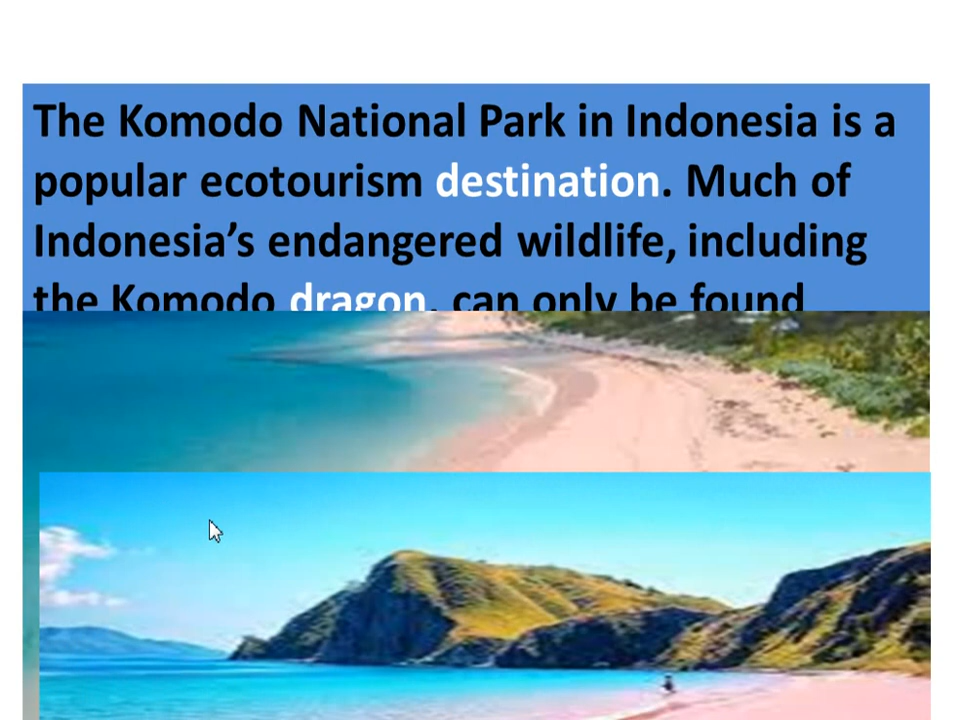 The Komodo National Park in Indonesia is a
popular ecotourism destination. Much of
Indonesia’s endangered wildlife, including
the Komodo dragon, can only be found